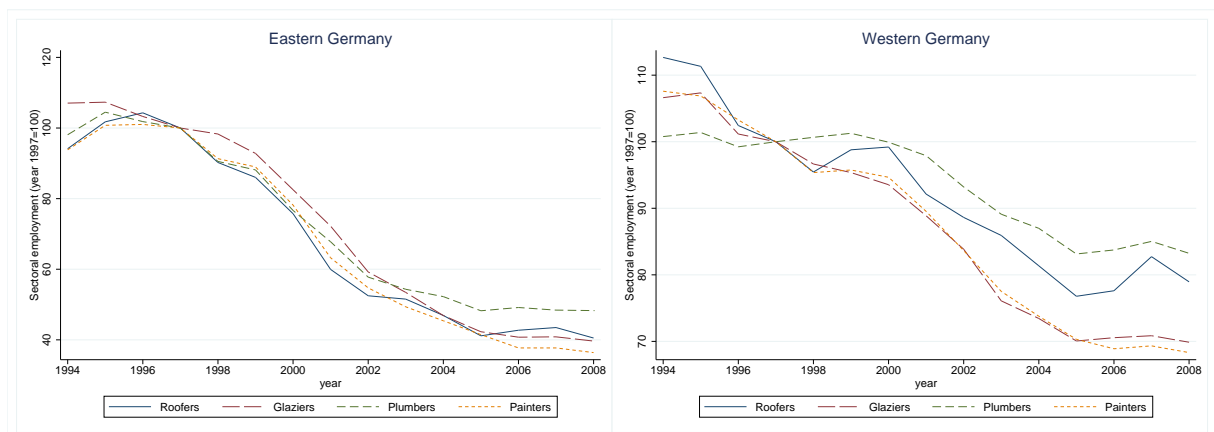 Eastern Germany
Sectoral employment (year 1997=100)
120
100
80
60
40
1994 1996 1998 2000 2002 2004 2006 2008
year
Roofers Glaziers Plumbers Painters
Western Germany
Sectoral employment (year 1997=100)
110
100
90
80
70
1994 1996 1998 2000 2002 2004 2006 2008
year
Roofers Glaziers Plumbers Painters